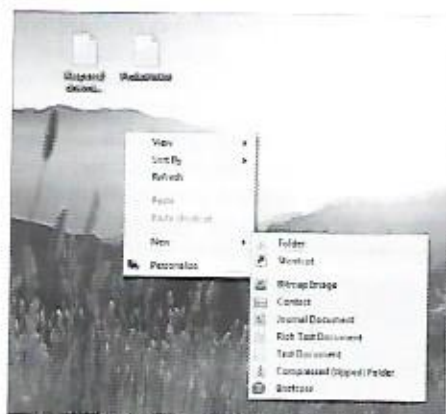 View
Sort By
Refresh
Paste
Paste Shortcut
New
Personalize
Folder
Shortcut
Bitmap Image
Contact
Journal Document
Rich Text Document
Text Document
Compressed (zipped) Folder
Briefcase